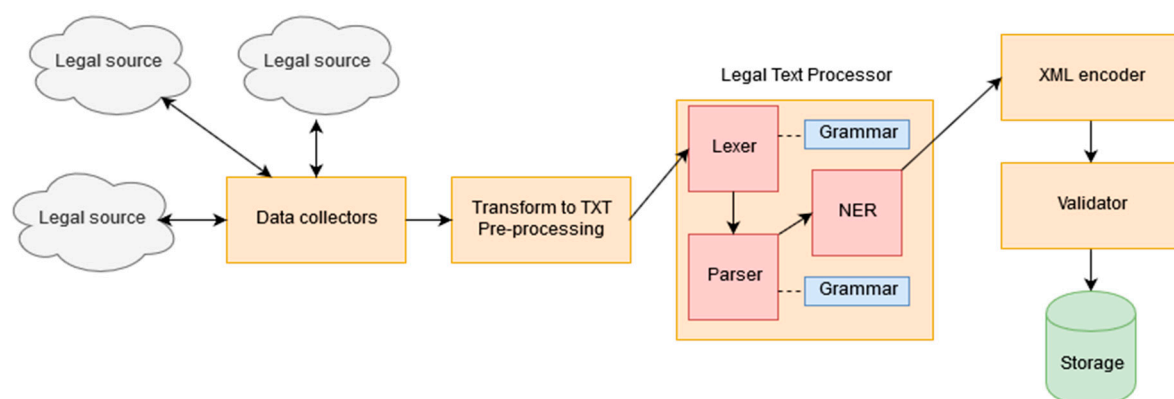 Legal source
Legal source
Legal source
Data collectors
Transform to TXT
Pre-processing
Legal Text Processor
Lexer
Grammar
NER
Parser
Grammar
XML encoder
Validator
Storage